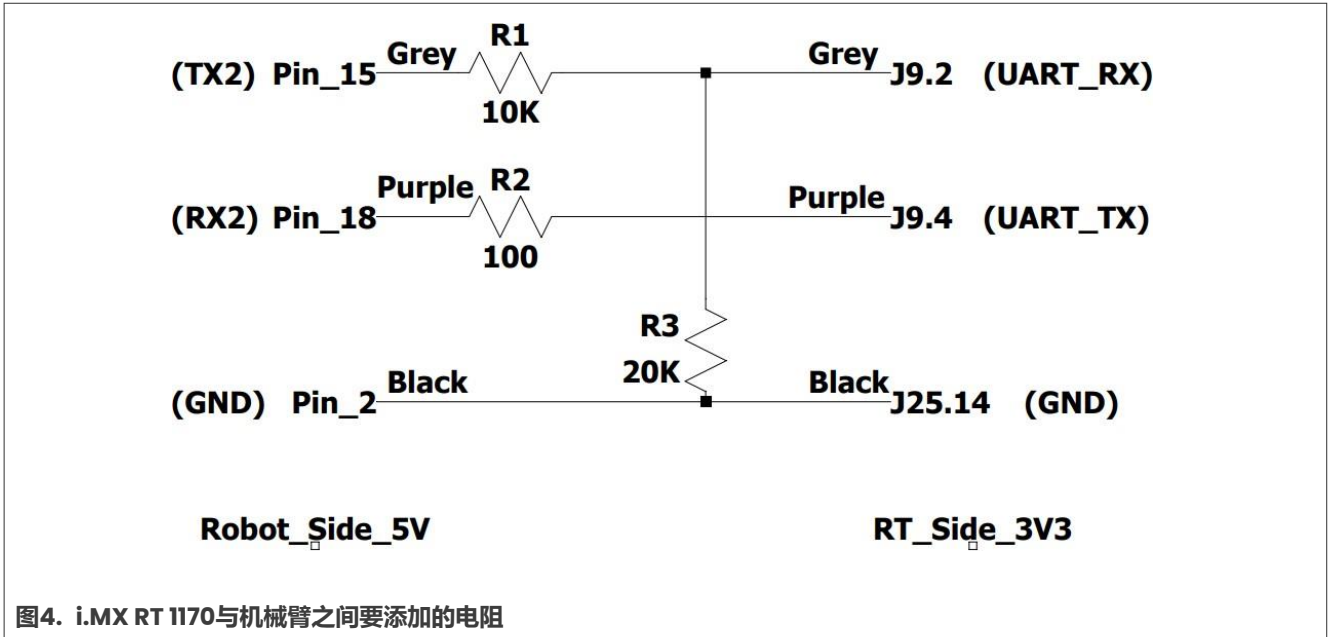 R1
(TX2) Pin_15 Grey Grey J9.2 (UART_RX)
10K
(RX2) Pin_18 Purple R2 Purple J9.4 (UART_TX)
100
R3
20K
(GND) Pin_2 Black Black J25.14 (GND)
Robot_Side_5V RT_Side_3V3
图4. i.MX RT 1170与机械臂之间要添加的电阻